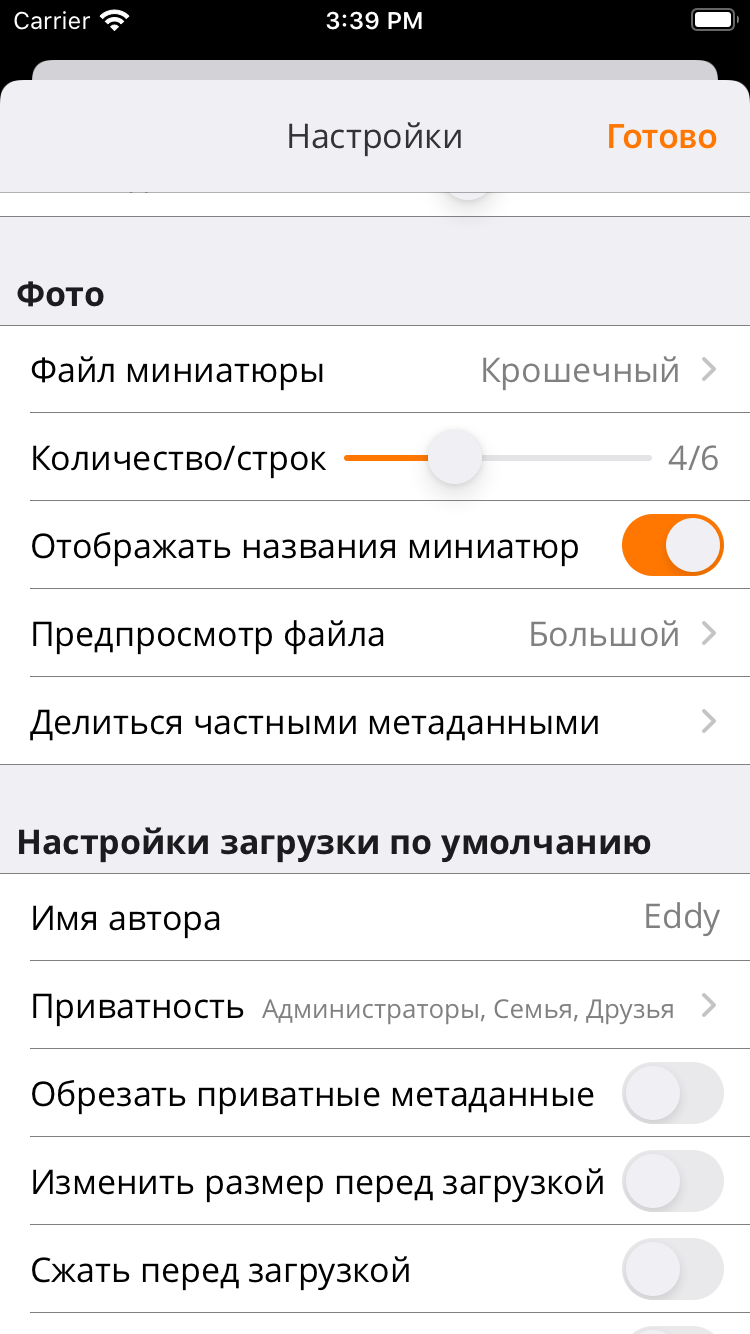 Carrier 3:39 PM
Настройки Готово
Фото
Файл миниатюры Крошечный
Количество/строк 4/6
Отображать названия миниатюр
Предпросмотр файла Большой
Делиться частными метаданными
Настройки загрузки по умолчанию
Имя автора Eddy
Приватность Администраторы, Семья, Друзья
Обрезать приватные метаданные
Изменить размер перед загрузкой
Сжать перед загрузкой